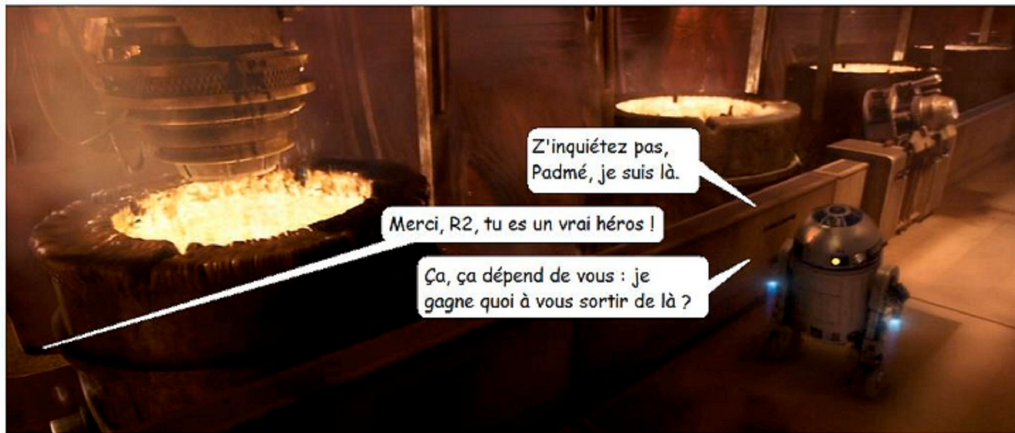 Z'inquiétez pas,
Padmé, je suis là.
Merci, R2, tu es un vrai héros !
Ça, ça dépend de vous : je
gagne quoi à vous sortir de là ?